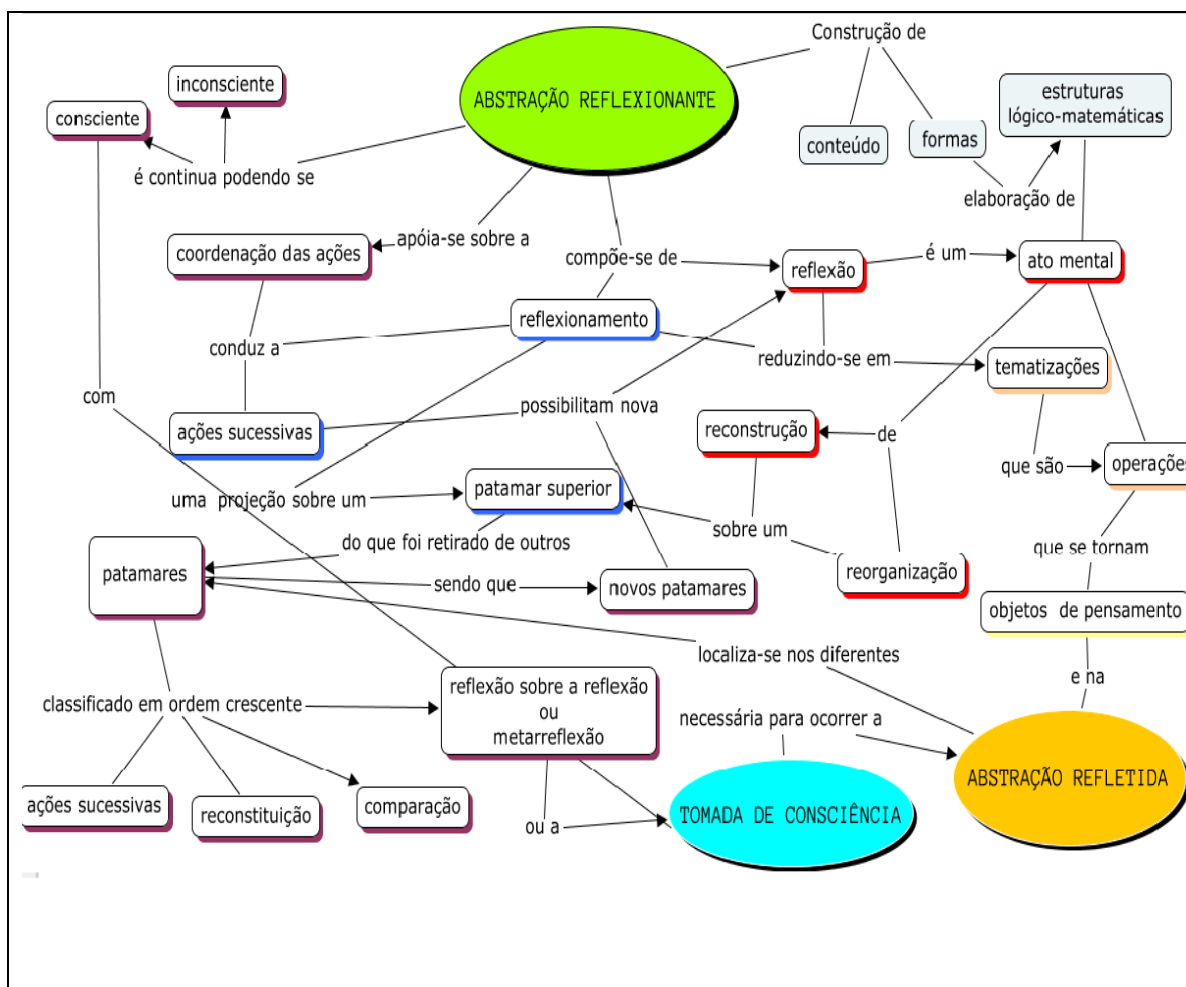 Construção de
inconsciente
ABSTRAÇÃO REFLEXIONANTE
estruturas
lógico-matemáticas
consciente
conteúdo
formas
é continua podendo se
elaboração de
coordenação das ações
apóia-se sobre a
compõe-se de
reflexão
é um
ato mental
reflexionamento
conduz a
reduzindo-se em
tematizações
com
possibilitam nova
ações sucessivas
reconstrução
de
que são
operações
uma projeção sobre um
patamar superior
sobre um
do que foi retirado de outros
que se tornam
patamares
sendo que
novos patamares
reorganização
objetos de pensamento
localiza-se nos diferentes
e na
reflexão sobre a reflexão
ou
metarreflexão
classificado em ordem crescente
necessária para ocorrer a
ABSTRAÇÃO REFLETIDA
ações sucessivas
reconstituição
comparação
ou a
TOMADA DE CONSCIÊNCIA